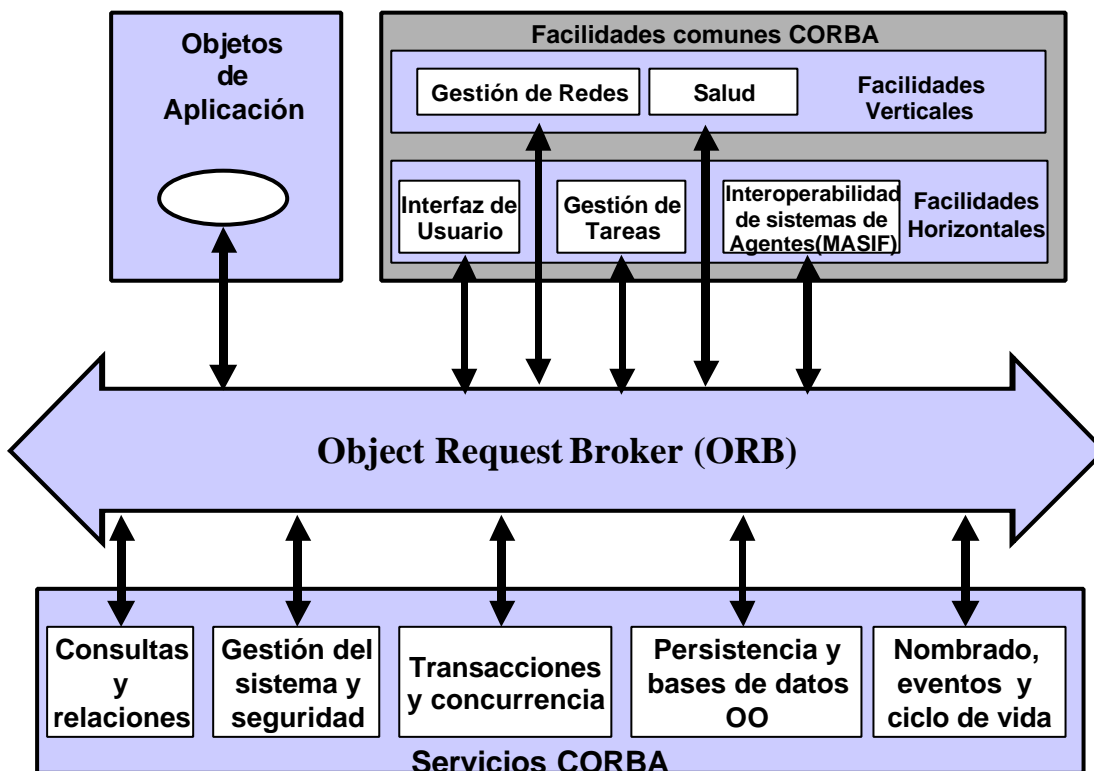 Objetos
de
Aplicación
Facilidades comunes CORBA
Gestión de Redes
Salud
Facilidades
Verticales
Interfaz de
Usuario
Gestión de
Tareas
Interoperabilidad
de sistemas de
Agentes(MASIF)
Facilidades
Horizontales
Object Request Broker (ORB)
Consultas
y
relaciones
Gestión del
sistema y
seguridad
Transacciones
y concurrencia
Persistencia y
bases de datos
OO
Nombrado,
eventos y
ciclo de vida
Servicios CORBA